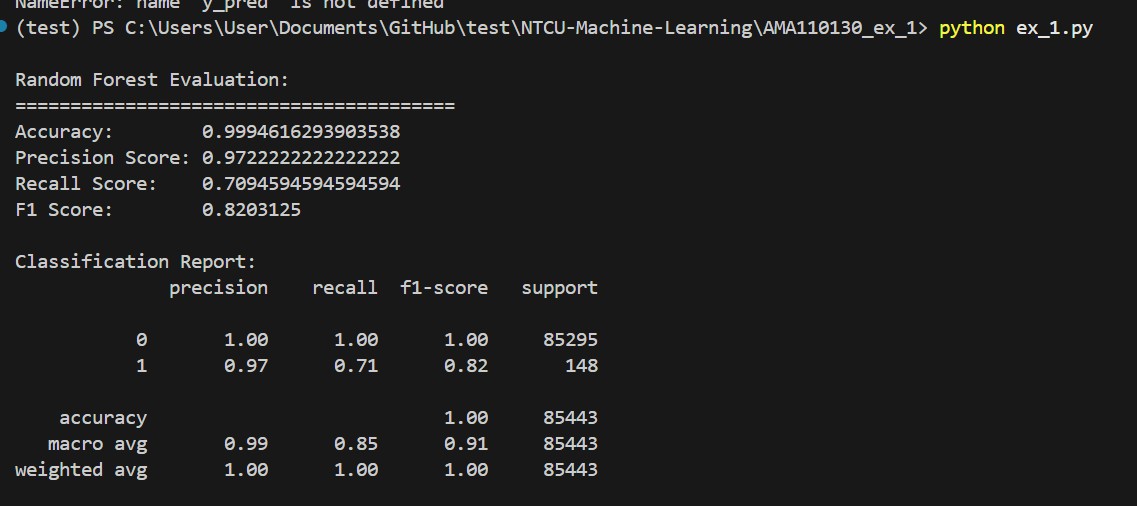 NameError: name 'y_pred' is not defined
(test) PS C:\Users\User\Documents\GitHub\test\NTCU-Machine-Learning\AMA110130_ex_1> python ex_1.py
Random Forest Evaluation:
========================================
Accuracy:        0.9994616293903538
Precision Score: 0.9722222222222222
Recall Score:    0.7094594594594594
F1 Score:        0.8203125
Classification Report:
              precision    recall  f1-score   support
           0       1.00      1.00      1.00     85295
           1       0.97      0.71      0.82       148
    accuracy                           1.00     85443
   macro avg       0.99      0.85      0.91     85443
weighted avg       1.00      1.00      1.00     85443